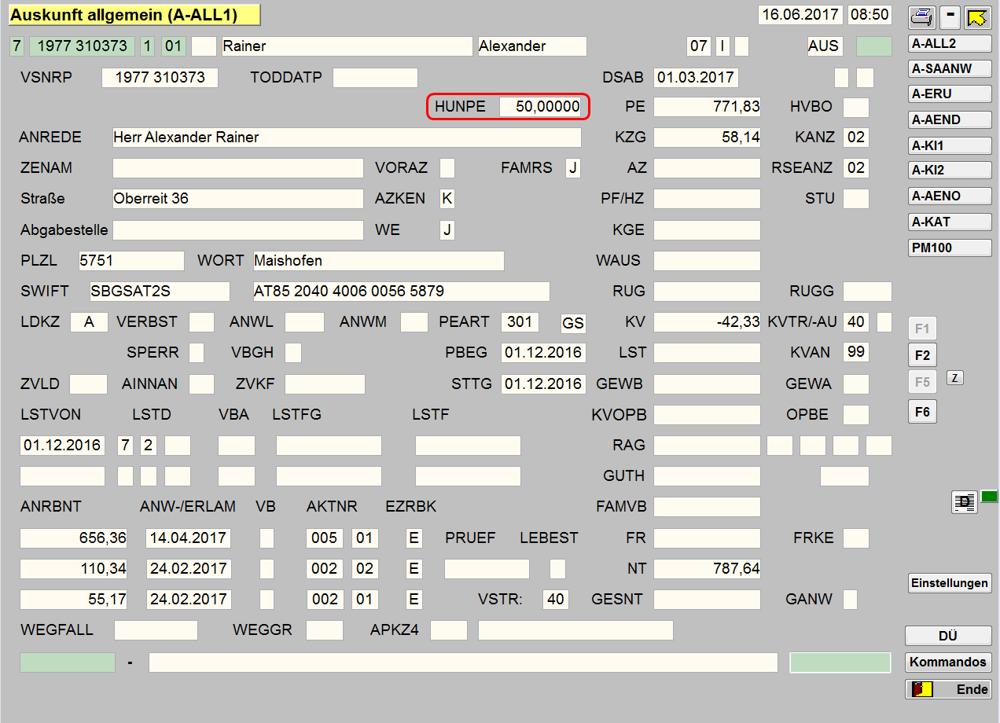 Auskunft allgemein (A-ALL1) 16.06.2017 08:50 -
7 1977 310373 1 01 Rainer Alexander 07 I AUS A-ALL2
VSNRP 1977 310373 TODDATP DSAB 01.03.2017 A-SAANW
HUNPE 50,00000 PE 771,83 HVBO A-ERU
A-AEND
ANREDE Herr Alexander Rainer KZG 58,14 KANZ 02 A-KI1
ZENAM VORAZ FAMRS J AZ RSEANZ 02 A-KI2
Straße Oberreit 36 AZKEN K PF/HZ STU A-AENO
Abgabestelle WE J KGE A-KAT
PLZL 5751 WORT Maishofen WAUS PM100
SWIFT SBGSAT2S AT85 2040 4006 0056 5879 RUG RUGG
LDKZ A VERBST ANWL ANWM PEART 301 GS KV -42,33 KVTR/-AU 40 F1
SPERR VBGH PBEG 01.12.2016 LST KVAN 99 F2
ZVLD AINNAN ZVKF STTG 01.12.2016 GEWB GEWA F5 Z
LSTVON LSTD VBA LSTFG LSTF KVOPB OPBE F6
01.12.2016 7 2 RAG
GUTH
ANRBNT ANW-/ERLAM VB AKTNR EZRBK FAMVB D
656,36 14.04.2017 005 01 E PRUEF LEBEST FR FRKE
110,34 24.02.2017 002 02 E NT 787,64
55,17 24.02.2017 002 01 E VSTR: 40 GESNT GANW Einstellungen
WEGFALL WEGGR APKZ4 DÜ
- Kommandos
Ende